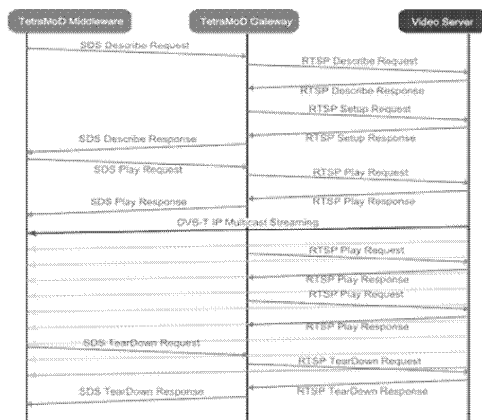 TetraMoD Middleware
TetraMoD Gateway
Video Server
SDS Describe Request
RTSP Describe Request
RTSP Describe Response
RTSP Setup Request
RTSP Setup Response
SDS Describe Response
SDS Play Request
RTSP Play Request
RTSP Play Response
SDS Play Response
DVB-T IP Multicast Streaming
RTSP Play Request
RTSP Play Response
RTSP Play Request
RTSP Play Response
SDS TearDown Request
RTSP TearDown Request
RTSP TearDown Response
SDS TearDown Response